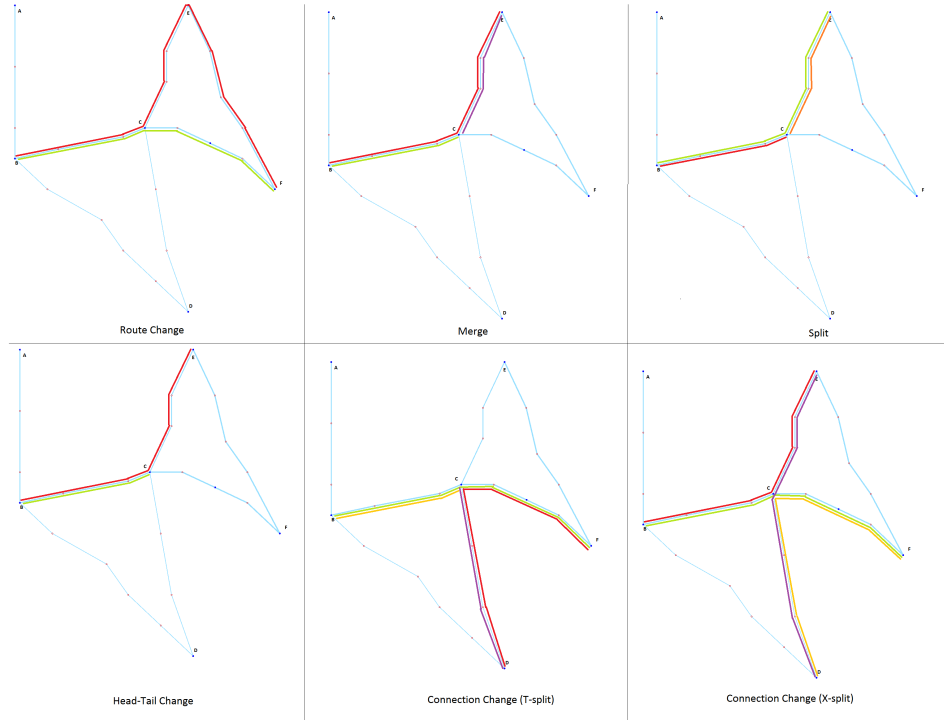 A
E
C
B
F
D
Route Change
A
E
C
B
F
D
Merge
A
E
C
B
F
D
Split
A
E
C
B
F
D
Head-Tail Change
A
E
C
B
F
D
Connection Change (T-split)
A
E
C
B
F
D
Connection Change (X-split)